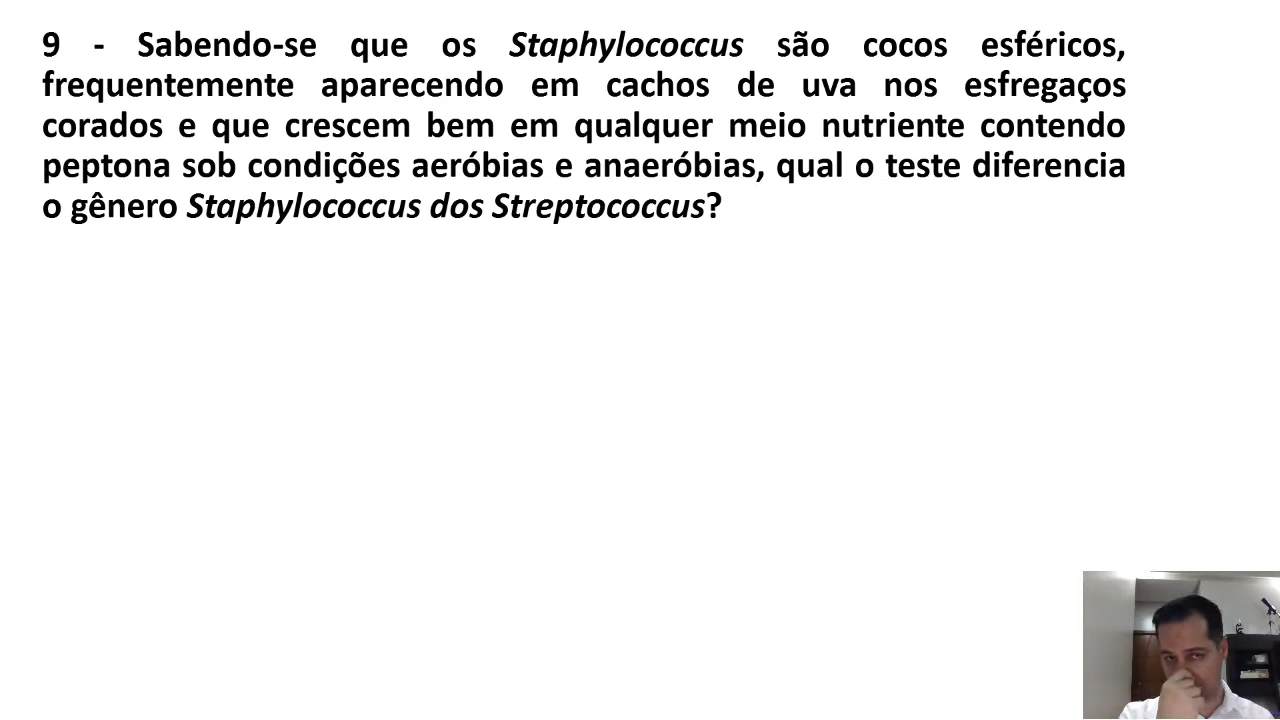 9 - Sabendo-se que os Staphylococcus são cocos esféricos,
frequentemente aparecendo em cachos de uva nos esfregaços
corados e que crescem bem em qualquer meio nutriente contendo
peptona sob condições aeróbias e anaeróbias, qual o teste diferencia
o gênero Staphylococcus dos Streptococcus?